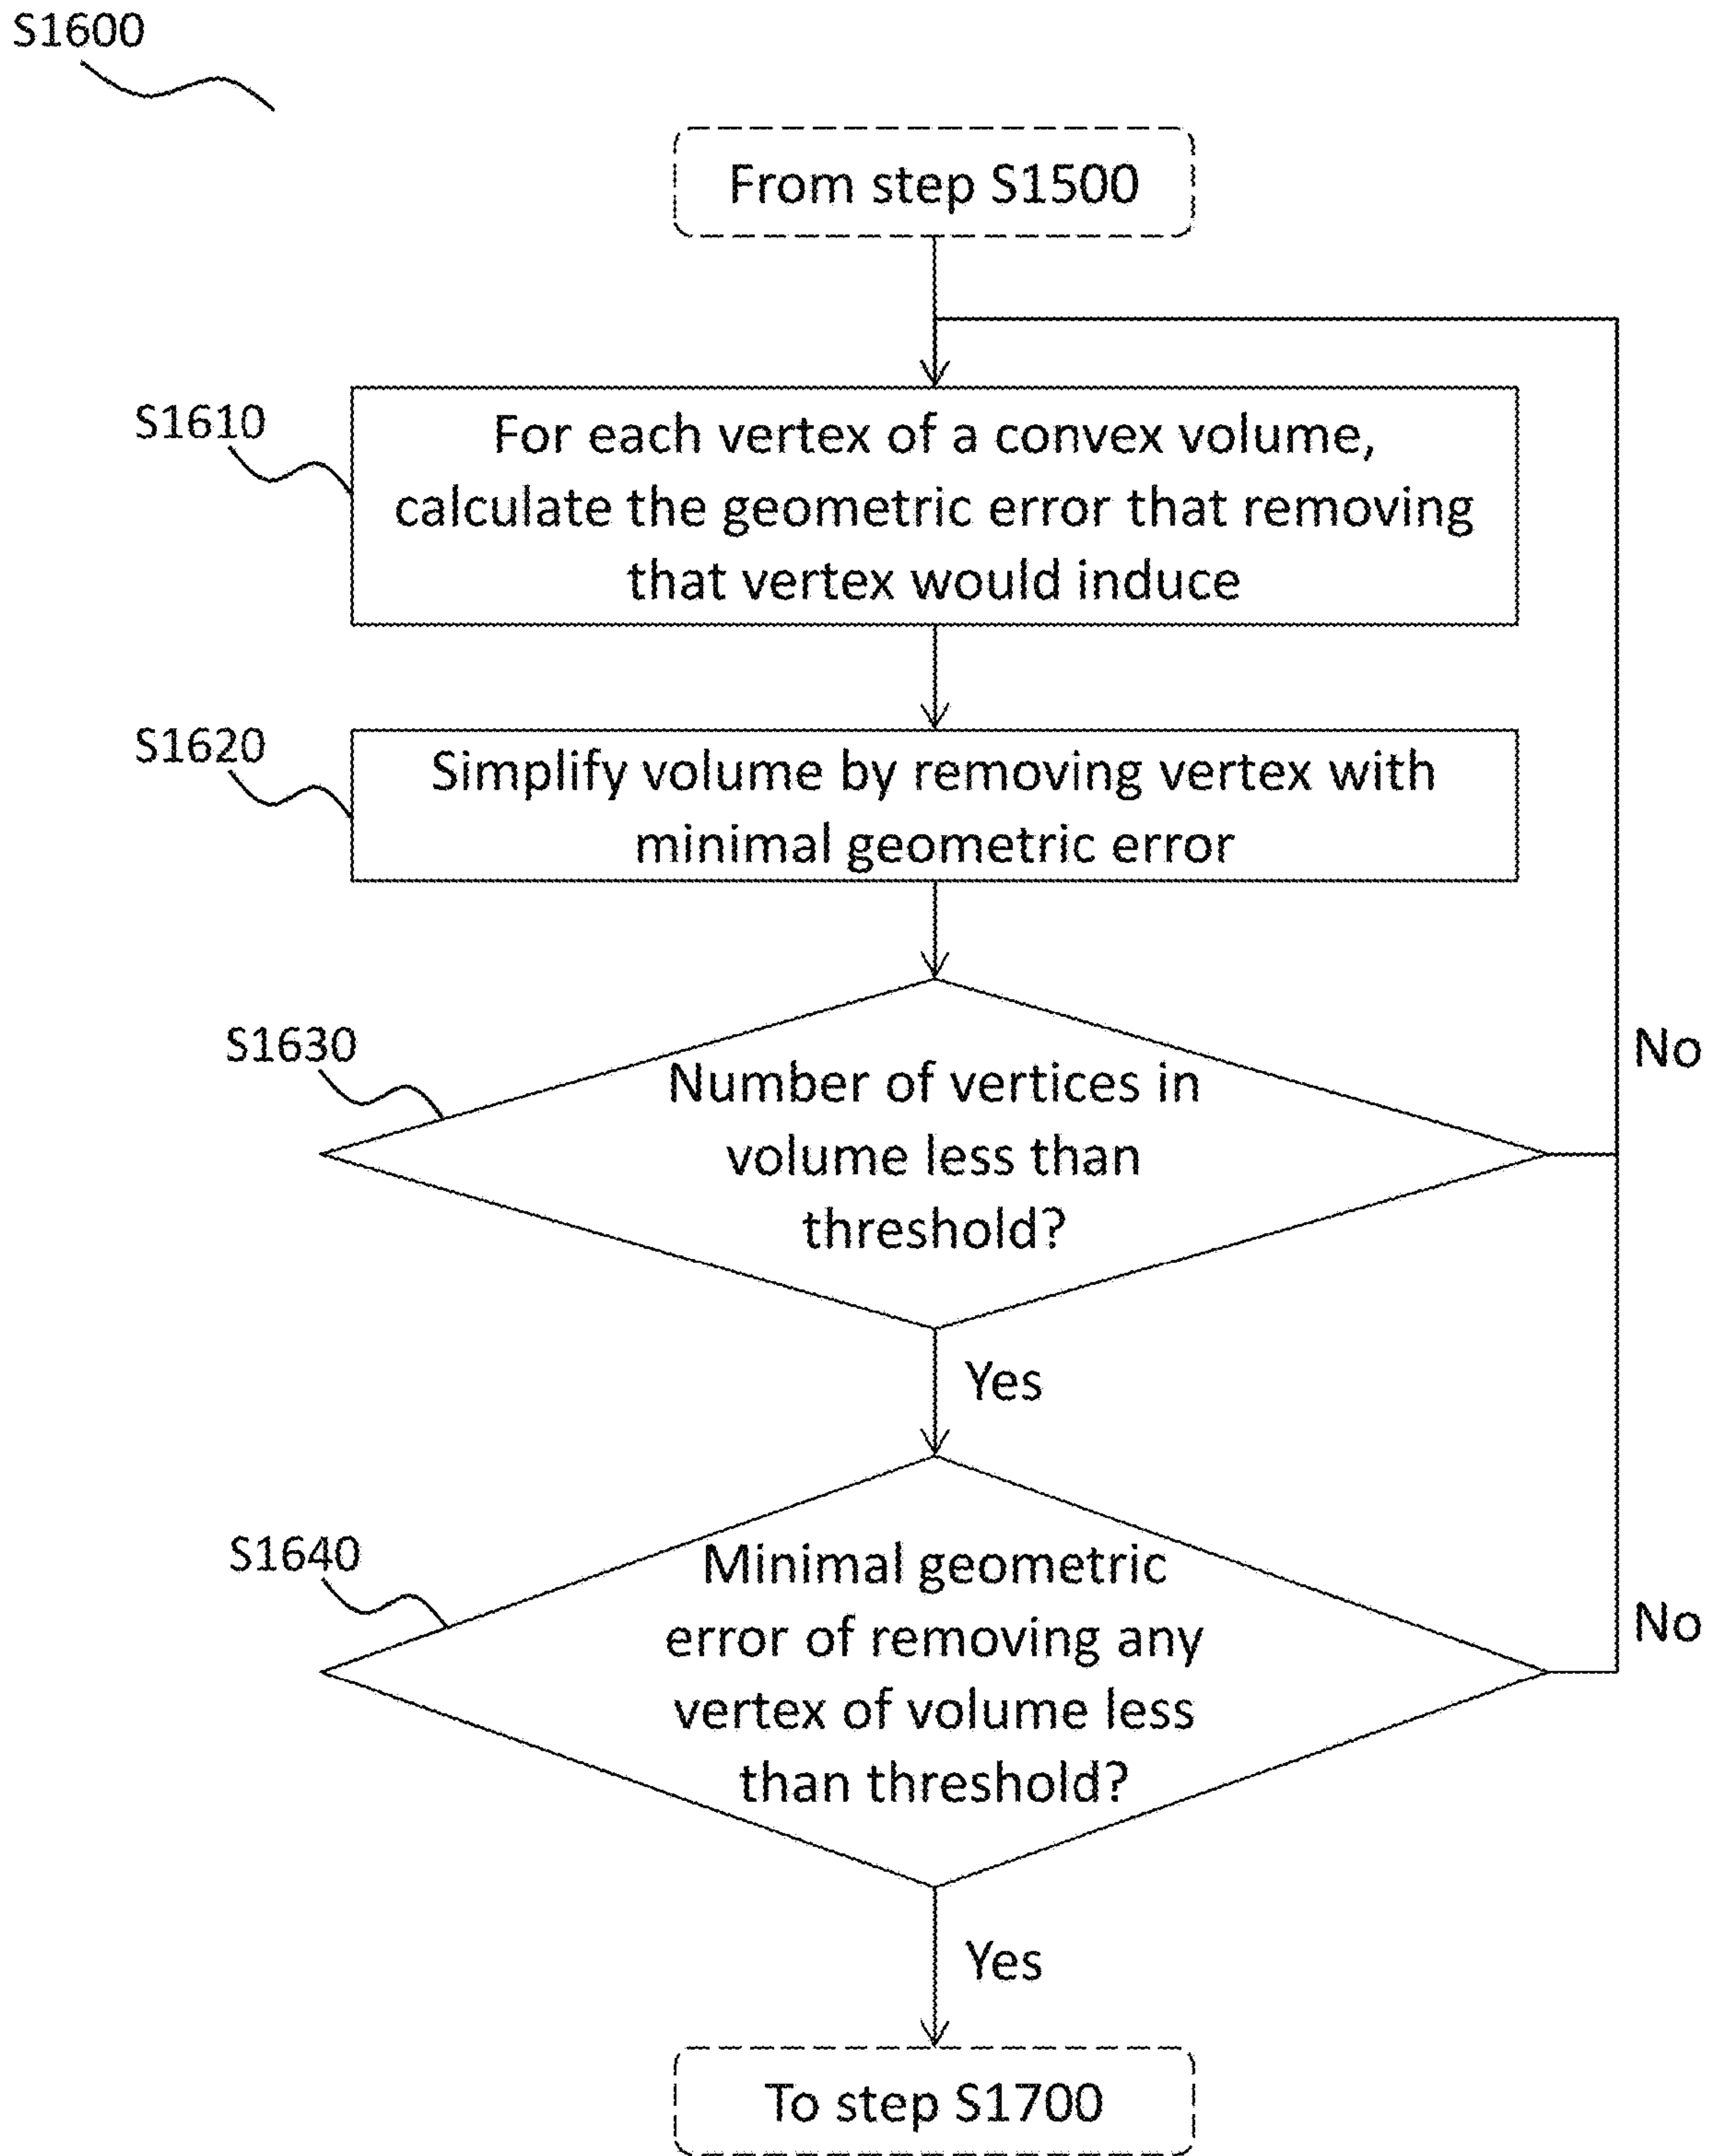 S1600
From step S1500
S1610
For each vertex of a convex volume,
calculate the geometric error that removing
that vertex would induce
S1620
Simplify volume by removing vertex with
minimal geometric error
S1630
Number of vertices in
volume less than
threshold?
No
Yes
S1640
Minimal geometric
error of removing any
vertex of volume less
than threshold?
No
Yes
To step S1700